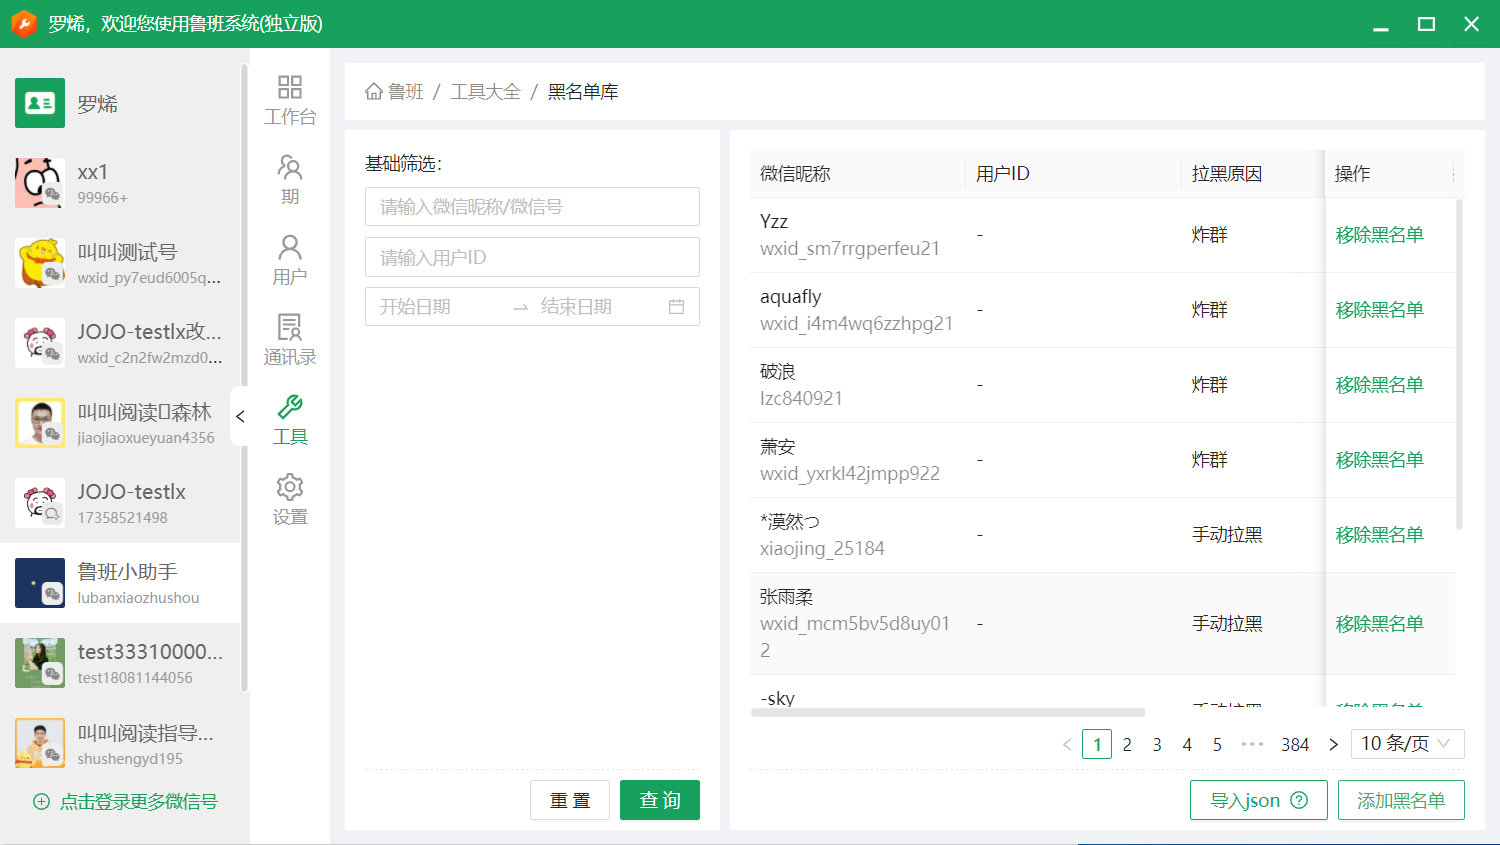 罗烯，欢迎您使用鲁班系统(独立版)
罗烯
xx1
99966+
叫叫测试号
wxid_py7eud6005q...
JOJO-testlx改...
wxid_c2n2fw2mzd0...
叫叫阅读▯森林
jiaojiaoxueyuan4356
JOJO-testlx
17358521498
鲁班小助手
lubanxiaozhushou
test33310000...
test18081144056
叫叫阅读指导...
shushengyd195
点击登录更多微信号
工作台
期
用户
通讯录
工具
设置
鲁班 / 工具大全 / 黑名单库
基础筛选:
请输入微信昵称/微信号
请输入用户ID
开始日期 → 结束日期
重 置 查 询
微信昵称 用户ID 拉黑原因 操作
Yzz
wxid_sm7rrgperfeu21 - 炸群 移除黑名单
aquafly
wxid_i4m4wq6zzhpg21 - 炸群 移除黑名单
破浪
lzc840921 - 炸群 移除黑名单
萧安
wxid_yxrkl42jmpp922 - 炸群 移除黑名单
*漠然つ
xiaojing_25184 - 手动拉黑 移除黑名单
张雨柔
wxid_mcm5bv5d8uy01
2 - 手动拉黑 移除黑名单
-sky
手动拉黑 移除黑名单
< 1 2 3 4 5 ••• 384 > 10 条/页
导入json 添加黑名单